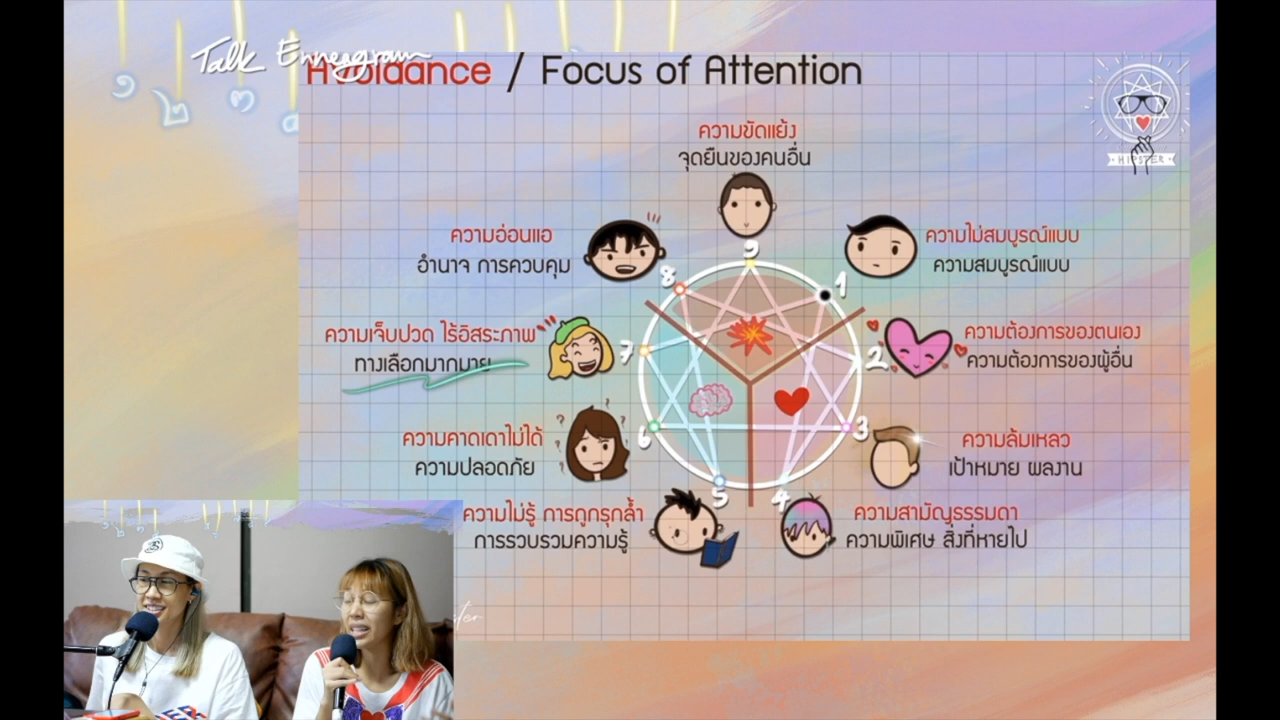 Talk Enneagram
๑ ๒ ๓
Avoidance / Focus of Attention
HIPSTER
ความขัดแย้ง
จุดยืนของคนอื่น
ความอ่อนแอ
อำนาจ การควบคุม
ความไม่สมบูรณ์แบบ
ความสมบูรณ์แบบ
9
8
1
ความเจ็บปวด ไร้อิสระภาพ
ทางเลือกมากมาย
7
2
ความต้องการของตนเอง
ความต้องการของผู้อื่น
ความคาดเดาไม่ได้
ความปลอดภัย
6
3
ความล้มเหลว
เป้าหมาย ผลงาน
5
4
ความไม่รู้ การถูกรุกล้ำ
การรวบรวมความรู้
ความสามัญธรรมดา
ความพิเศษ สิ่งที่หายไป